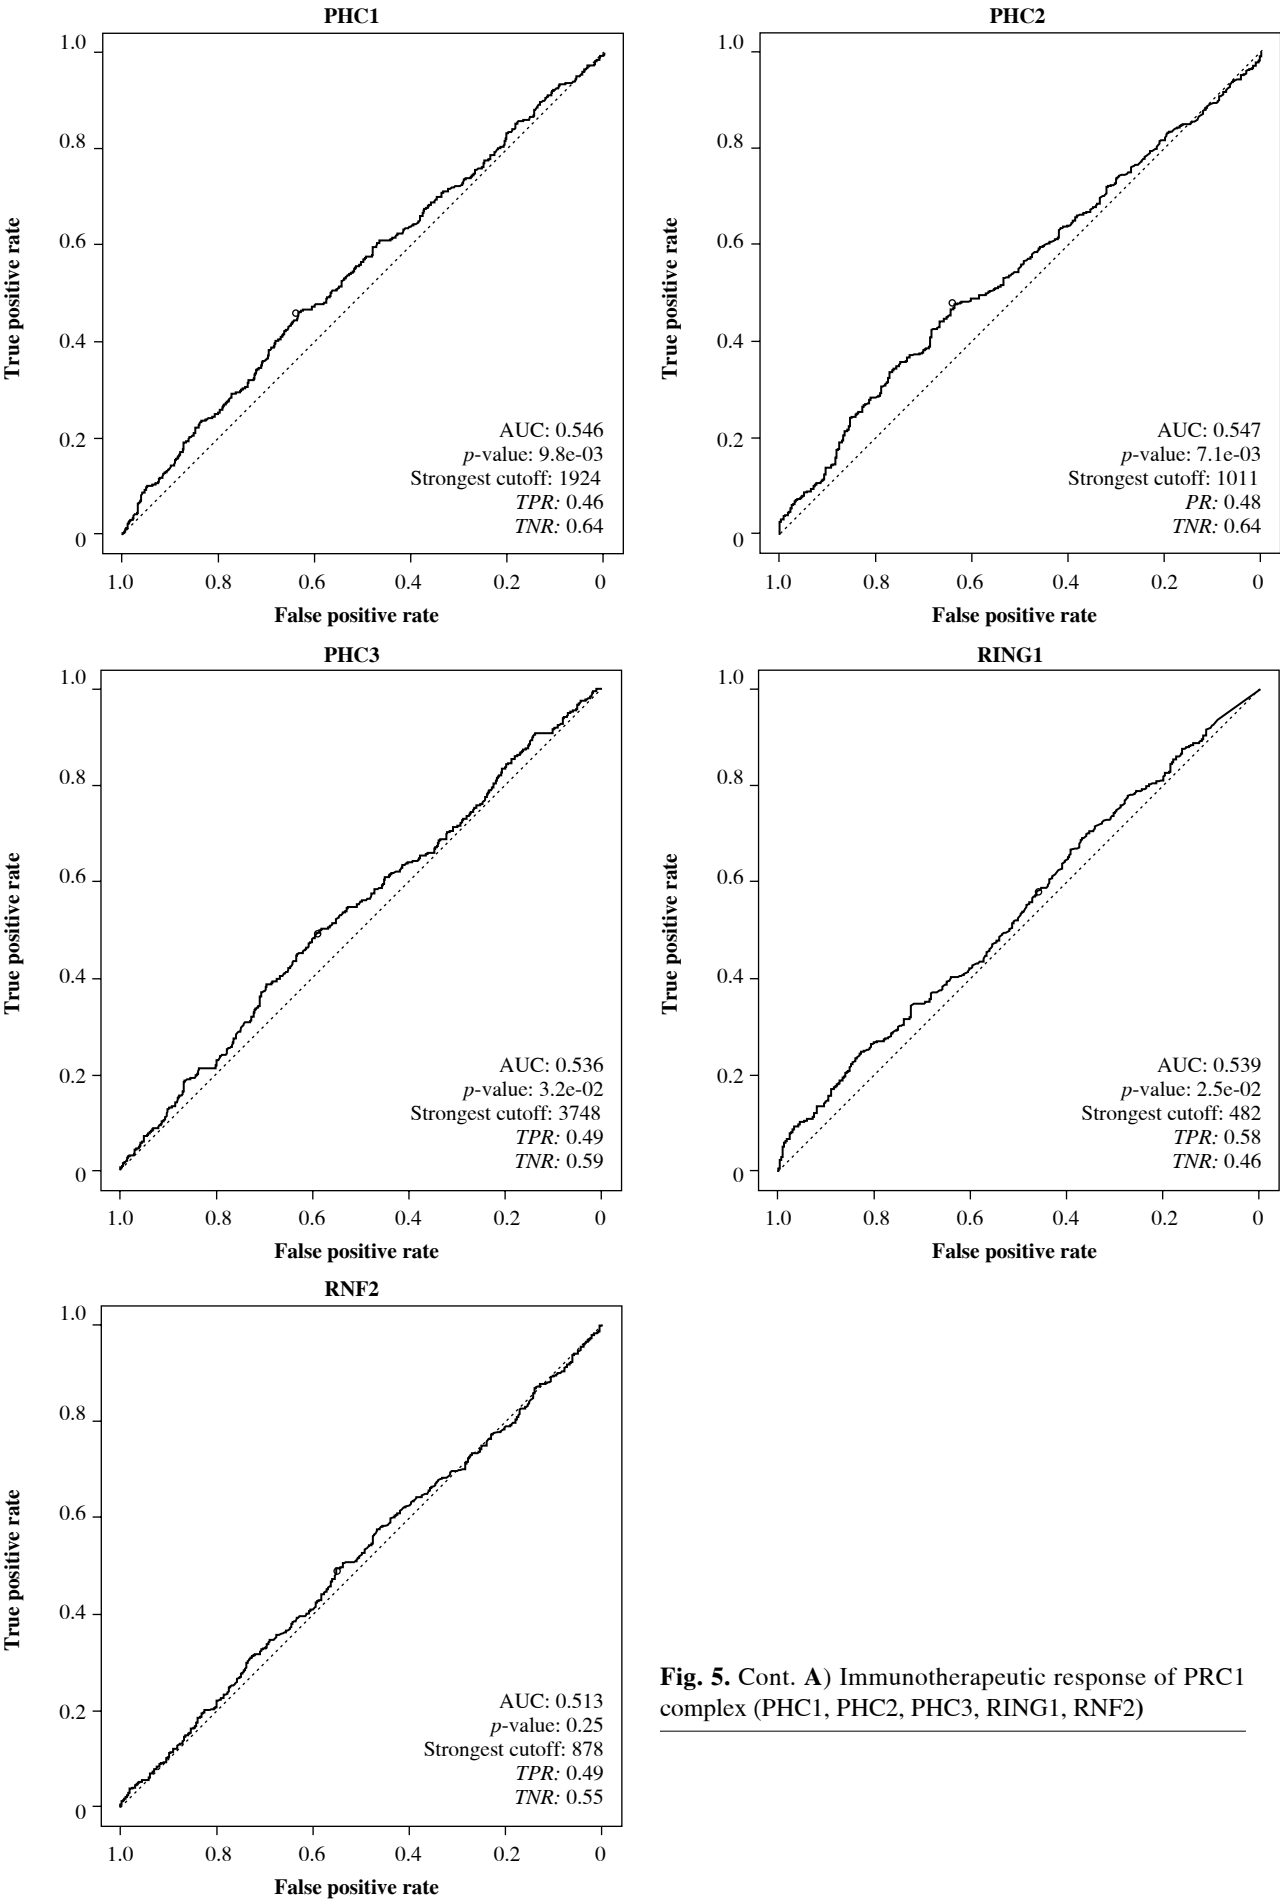 PHC1
1.0
0.8
0.6
0.4
0.2
0
True positive rate
AUC: 0.546
p-value: 9.8e-03
Strongest cutoff: 1924
TPR: 0.46
TNR: 0.64
1.0 0.8 0.6 0.4 0.2 0
False positive rate
PHC2
1.0
0.8
0.6
0.4
0.2
0
True positive rate
AUC: 0.547
p-value: 7.1e-03
Strongest cutoff: 1011
PR: 0.48
TNR: 0.64
1.0 0.8 0.6 0.4 0.2 0
False positive rate
PHC3
1.0
0.8
0.6
0.4
0.2
0
True positive rate
AUC: 0.536
p-value: 3.2e-02
Strongest cutoff: 3748
TPR: 0.49
TNR: 0.59
1.0 0.8 0.6 0.4 0.2 0
False positive rate
RING1
1.0
0.8
0.6
0.4
0.2
0
True positive rate
AUC: 0.539
p-value: 2.5e-02
Strongest cutoff: 482
TPR: 0.58
TNR: 0.46
1.0 0.8 0.6 0.4 0.2 0
False positive rate
RNF2
1.0
0.8
0.6
0.4
0.2
0
True positive rate
AUC: 0.513
p-value: 0.25
Strongest cutoff: 878
TPR: 0.49
TNR: 0.55
1.0 0.8 0.6 0.4 0.2 0
False positive rate
Fig. 5. Cont. A) Immunotherapeutic response of PRC1
complex (PHC1, PHC2, PHC3, RING1, RNF2)